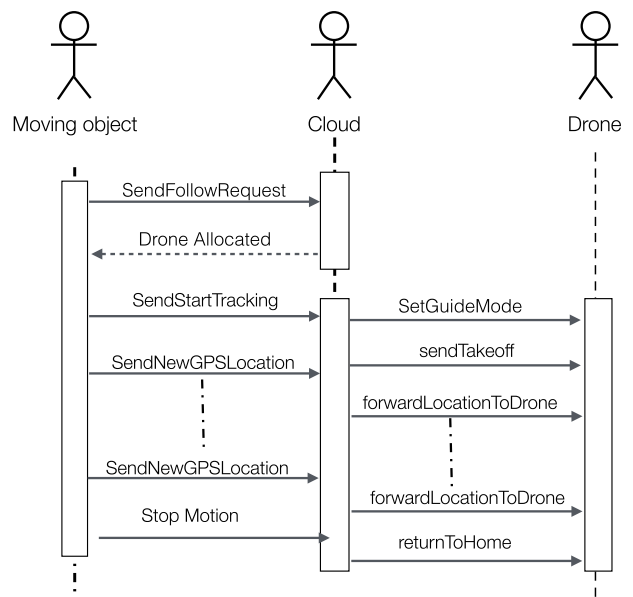 Moving object
Cloud
Drone
SendFollowRequest
Drone Allocated
SendStartTracking
SetGuideMode
sendTakeoff
SendNewGPSLocation
forwardLocationToDrone
SendNewGPSLocation
forwardLocationToDrone
Stop Motion
returnToHome